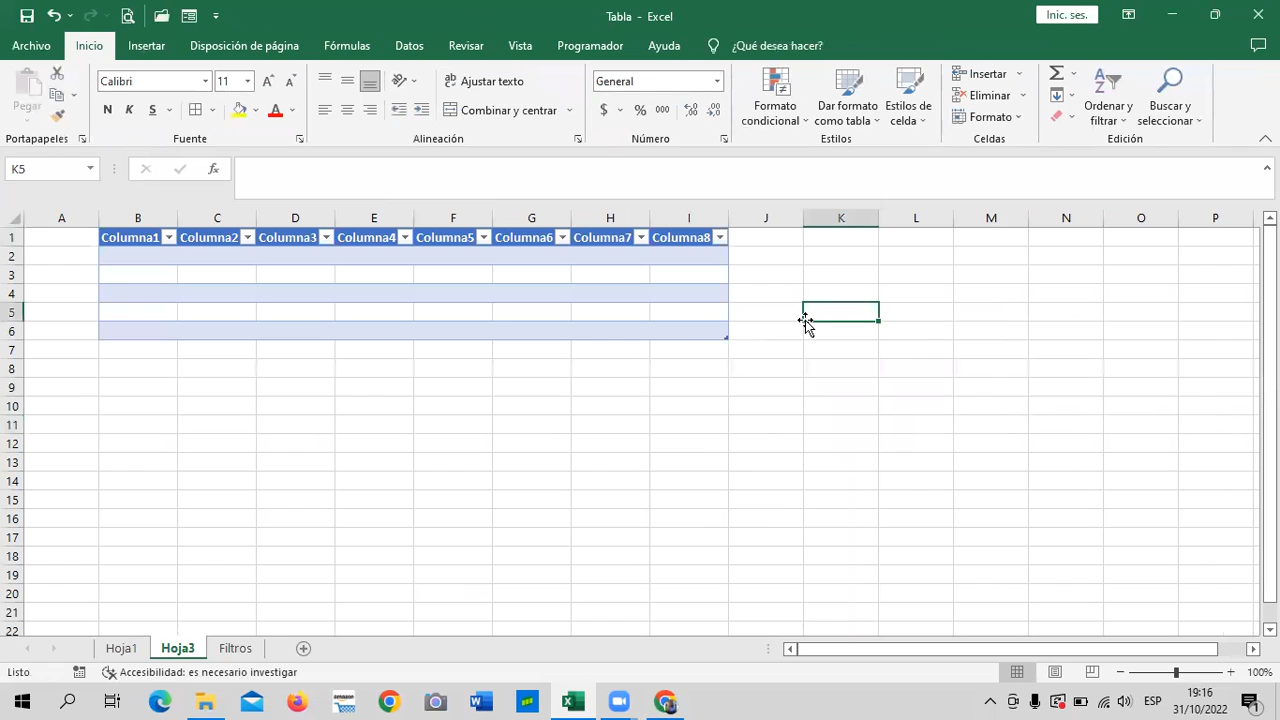 Tabla - Excel
Inic. ses.
Archivo Inicio Insertar Disposición de página Fórmulas Datos Revisar Vista Programador Ayuda ¿Qué desea hacer?
Pegar
Calibri 11
N K S
Ajustar texto
Combinar y centrar
General
$ % 000
Formato condicional
Dar formato como tabla
Estilos de celda
Insertar
Eliminar
Formato
Ordenar y filtrar
Buscar y seleccionar
Portapapeles Fuente Alineación Número Estilos Celdas Edición
K5
fx
A B C D E F G H I J K L M N O P
1 Columna1 Columna2 Columna3 Columna4 Columna5 Columna6 Columna7 Columna8
2
3
4
5
6
7
8
9
10
11
12
13
14
15
16
17
18
19
20
21
22
Hoja1 Hoja3 Filtros
Listo Accesibilidad: es necesario investigar 100%
ESP 19:16
31/10/2022